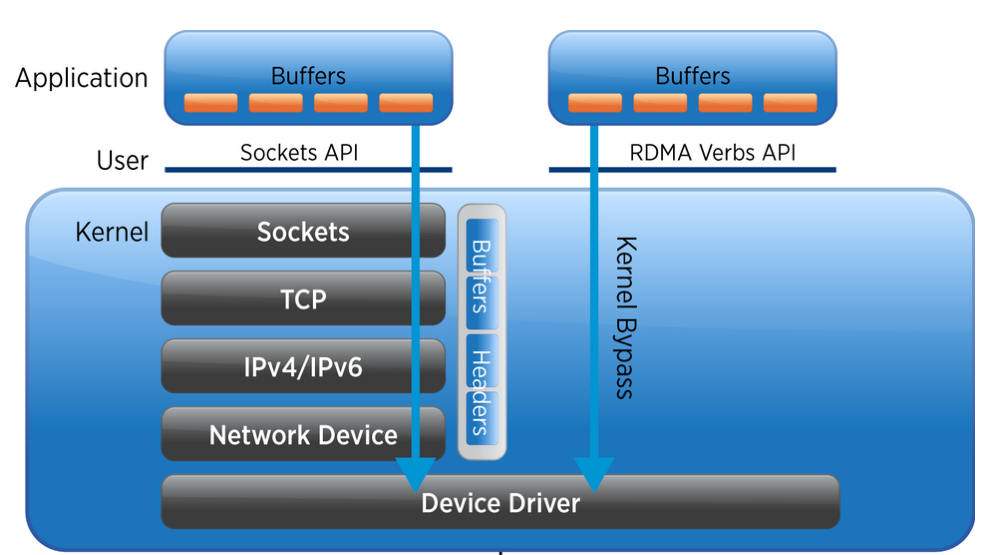 Application
Buffers
Buffers
User
Sockets API
RDMA Verbs API
Kernel
Sockets
TCP
IPv4/IPv6
Network Device
Buffers
Headers
Kernel Bypass
Device Driver